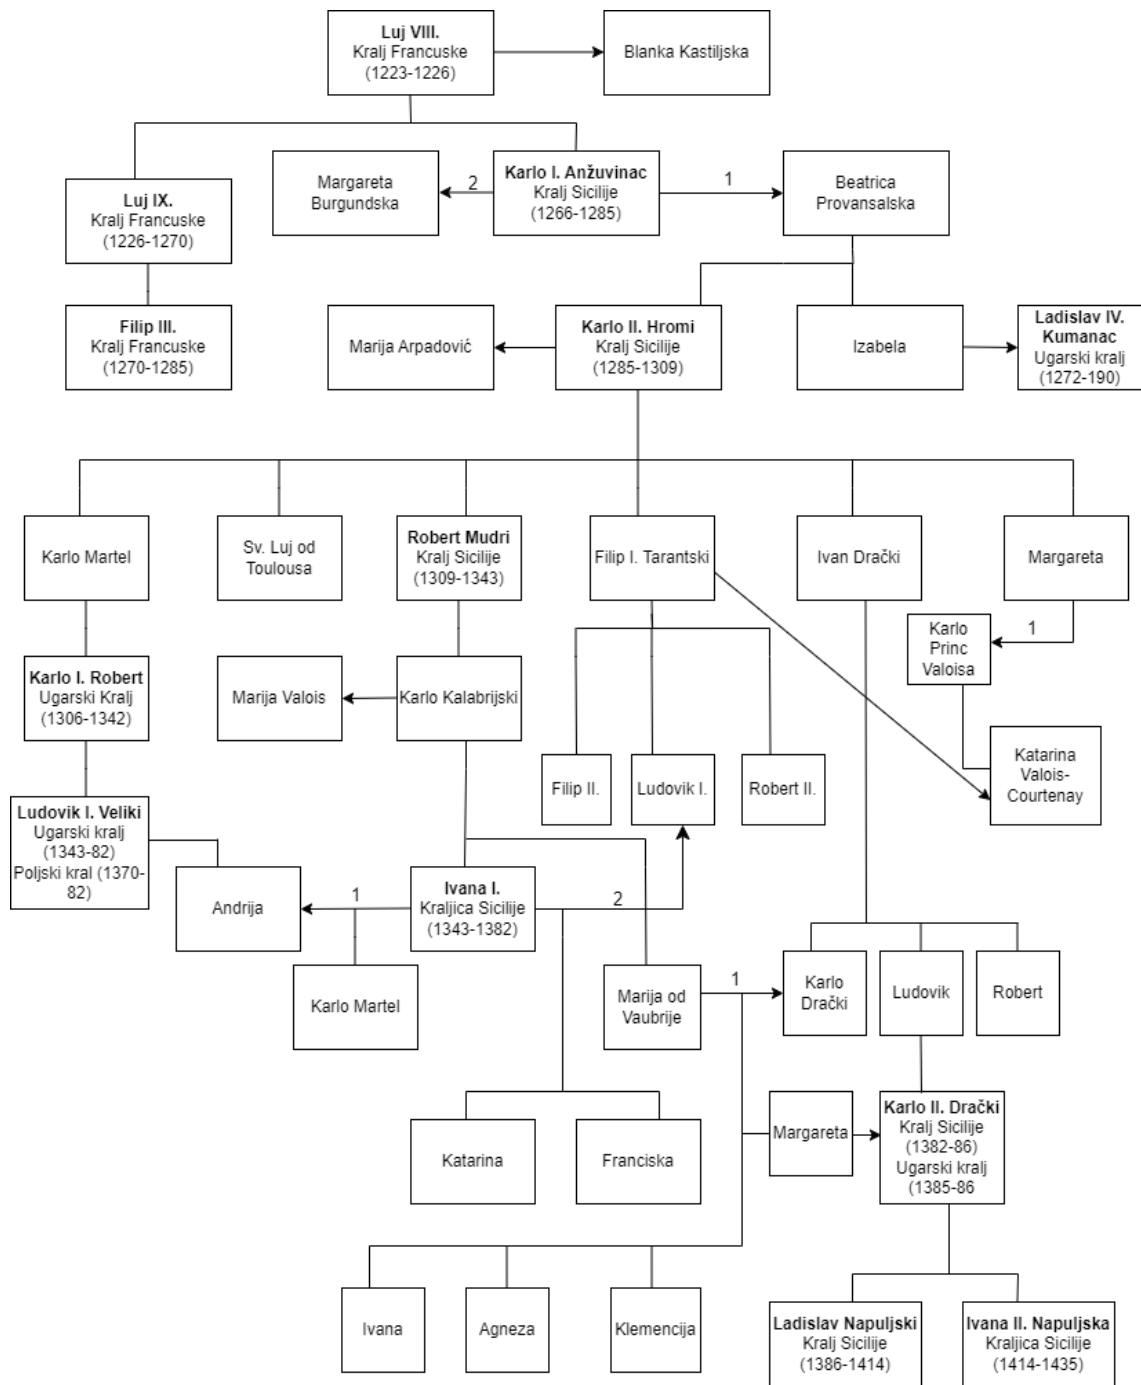 Luj VIII.
Kralj Francuske
(1223-1226)
Blanka Kastiljska
Margareta
Burgundska
2
Karlo I. Anžuvinac
Kralj Sicilije
(1266-1285)
1
Beatrica
Provansalska
Luj IX.
Kralj Francuske
(1226-1270)
Filip III.
Kralj Francuske
(1270-1285)
Marija Arpadović
Karlo II. Hromi
Kralj Sicilije
(1285-1309)
Izabela
Ladislav IV.
Kumanac
Ugarski kralj
(1272-190)
Karlo Martel
Sv. Luj od
Toulousa
Robert Mudri
Kralj Sicilije
(1309-1343)
Filip I. Tarantski
Ivan Drački
Margareta
1
Karlo
Princ
Valoisa
Karlo I. Robert
Ugarski Kralj
(1306-1342)
Marija Valois
Karlo Kalabrijski
Katarina
Valois-
Courtenay
Filip II.
Ludovik I.
Robert II.
Ludovik I. Veliki
Ugarski kralj
(1343-82)
Poljski kral (1370-
82)
Andrija
1
Ivana I.
Kraljica Sicilije
(1343-1382)
2
Karlo Martel
Marija od
Vaubrije
1
Karlo
Drački
Ludovik
Robert
Katarina
Franciska
Margareta
Karlo II. Drački
Kralj Sicilije
(1382-86)
Ugarski kralj
(1385-86
Ivana
Agneza
Klemencija
Ladislav Napuljski
Kralj Sicilije
(1386-1414)
Ivana II. Napuljska
Kraljica Sicilije
(1414-1435)